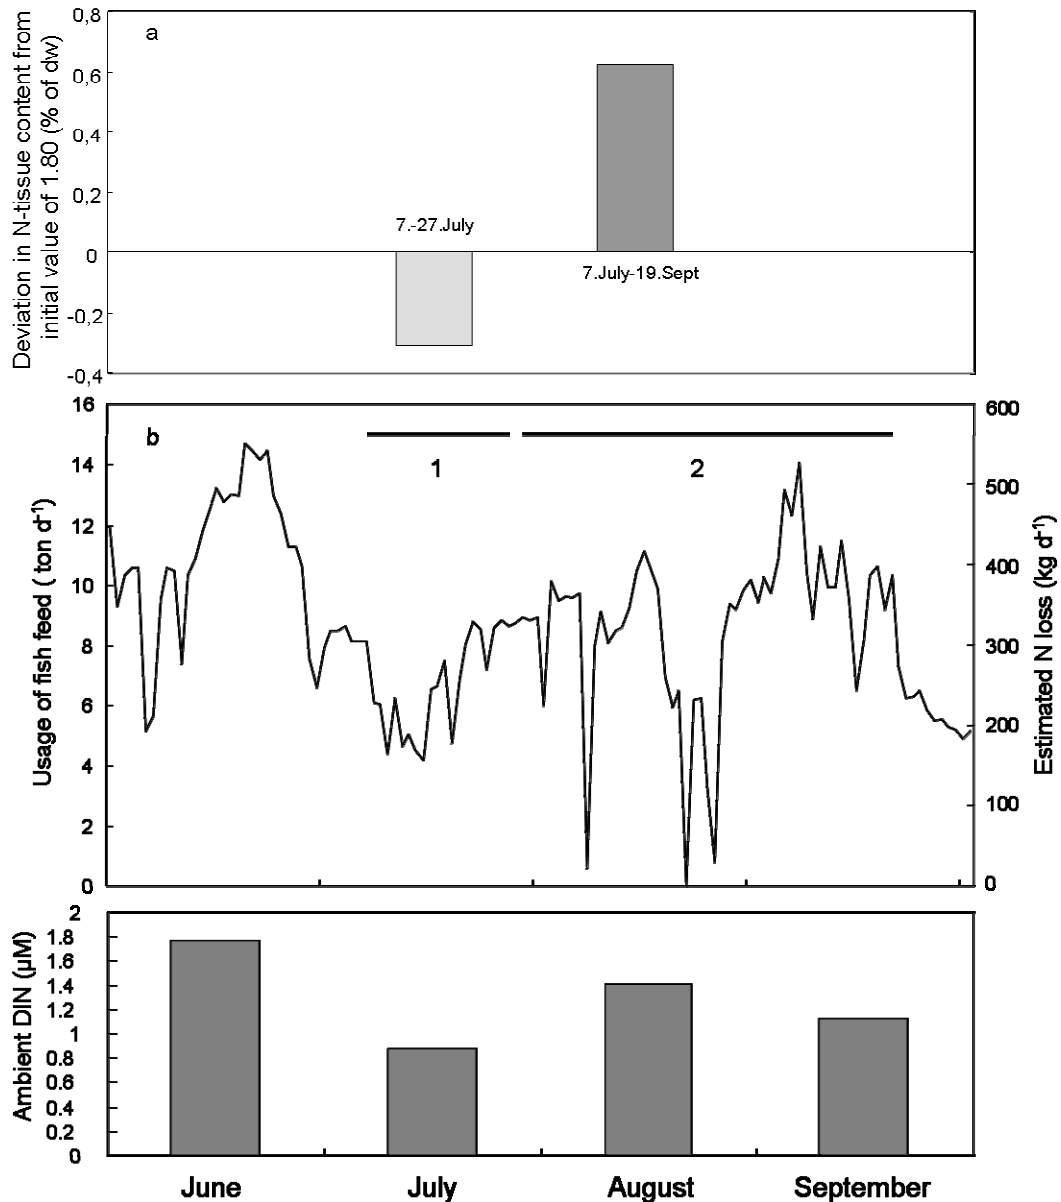 Deviation in N-tissue content from
initial value of 1.80 (% of dw)
0,8
0,6
0,4
0,2
0
-0,2
-0,4
a
7.-27.July
7.July-19.Sept
Usage of fish feed ( ton d⁻¹)
16
14
12
10
8
6
4
2
0
b
1
2
600
500
400
300
200
100
0
Estimated N loss (kg d⁻¹)
Ambient DIN (µM)
2
1.8
1.6
1.4
1.2
1
0.8
0.6
0.4
0.2
0
June
July
August
September